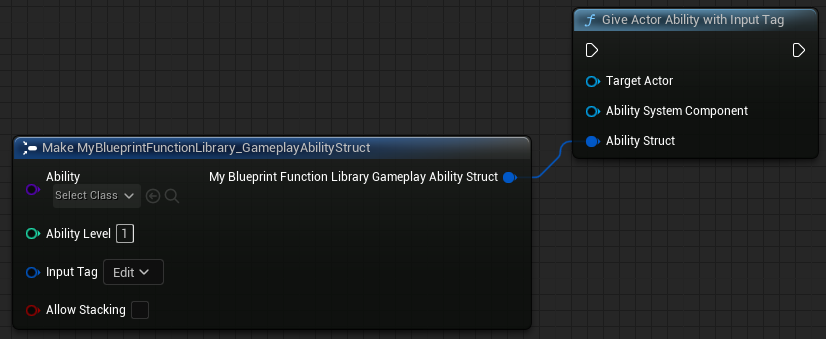 Give Actor Ability with Input Tag
Target Actor
Ability System Component
Ability Struct
Make MyBlueprintFunctionLibrary_GameplayAbilityStruct
Ability
Select Class
My Blueprint Function Library Gameplay Ability Struct
Ability Level 1
Input Tag Edit
Allow Stacking